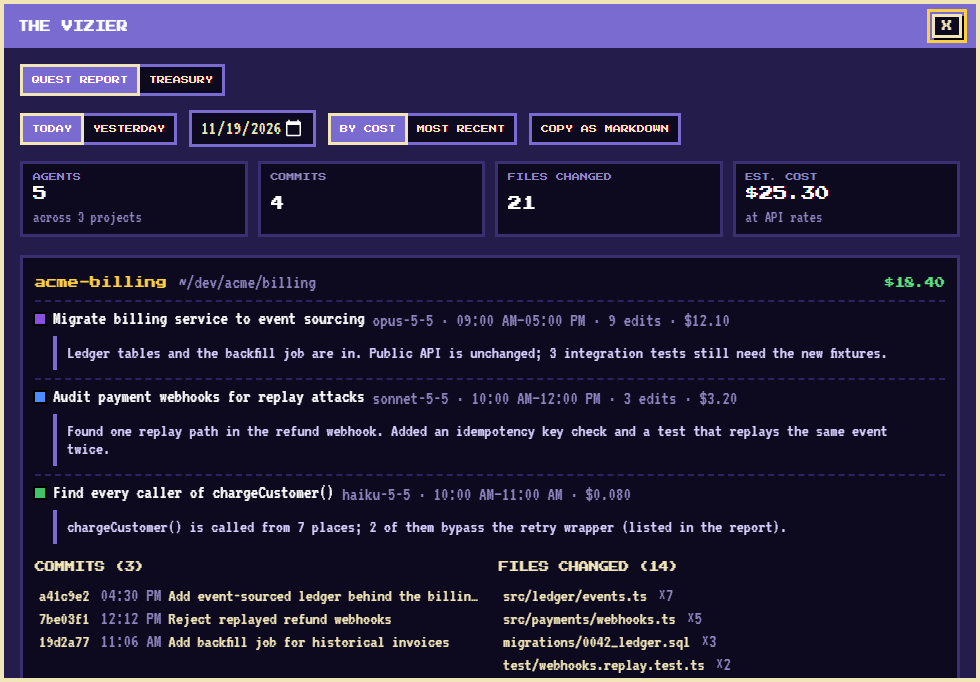 THE VIZIER
X
QUEST REPORT TREASURY
TODAY YESTERDAY 11/19/2026 BY COST MOST RECENT COPY AS MARKDOWN
AGENTS COMMITS FILES CHANGED EST. COST
5 4 21 $25.30
across 3 projects at API rates
acme-billing ~/dev/acme/billing $18.40
Migrate billing service to event sourcing opus-5-5 · 09:00 AM–05:00 PM · 9 edits · $12.10
Ledger tables and the backfill job are in. Public API is unchanged; 3 integration tests still need the new fixtures.
Audit payment webhooks for replay attacks sonnet-5-5 · 10:00 AM–12:00 PM · 3 edits · $3.20
Found one replay path in the refund webhook. Added an idempotency key check and a test that replays the same event
twice.
Find every caller of chargeCustomer() haiku-5-5 · 10:00 AM–11:00 AM · $0.080
chargeCustomer() is called from 7 places; 2 of them bypass the retry wrapper (listed in the report).
COMMITS (3) FILES CHANGED (14)
a41c9e2 04:30 PM Add event-sourced ledger behind the billin… src/ledger/events.ts ×7
7be03f1 12:12 PM Reject replayed refund webhooks src/payments/webhooks.ts ×5
19d2a77 11:06 AM Add backfill job for historical invoices migrations/0042_ledger.sql ×3
test/webhooks.replay.test.ts ×2